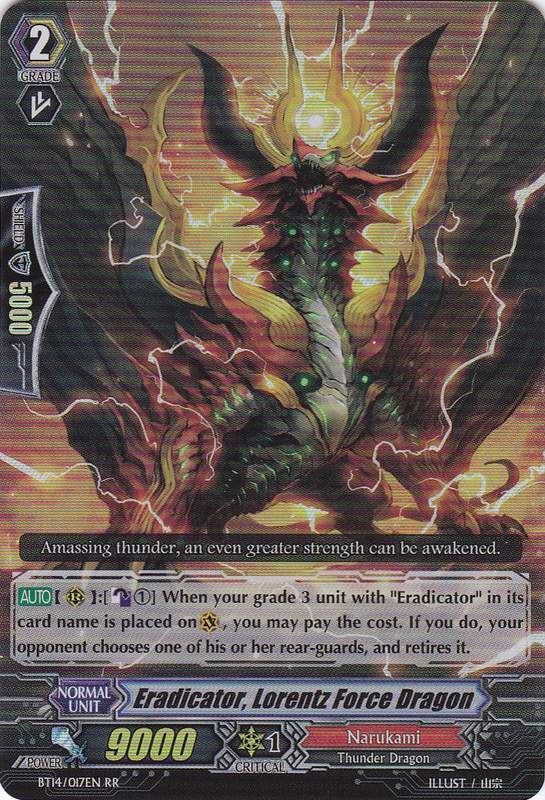 2
GRADE
SHIELD
5000
Amassing thunder, an even greater strength can be awakened.
AUTO【 R 】:[ ①] When your grade 3 unit with "Eradicator" in its
card name is placed on V, you may pay the cost. If you do, your
opponent chooses one of his or her rear-guards, and retires it.
NORMAL
UNIT
Eradicator, Lorentz Force Dragon
POWER
9000
1
CRITICAL
Narukami
Thunder Dragon
BT14/017EN RR
ILLUST / 山宗